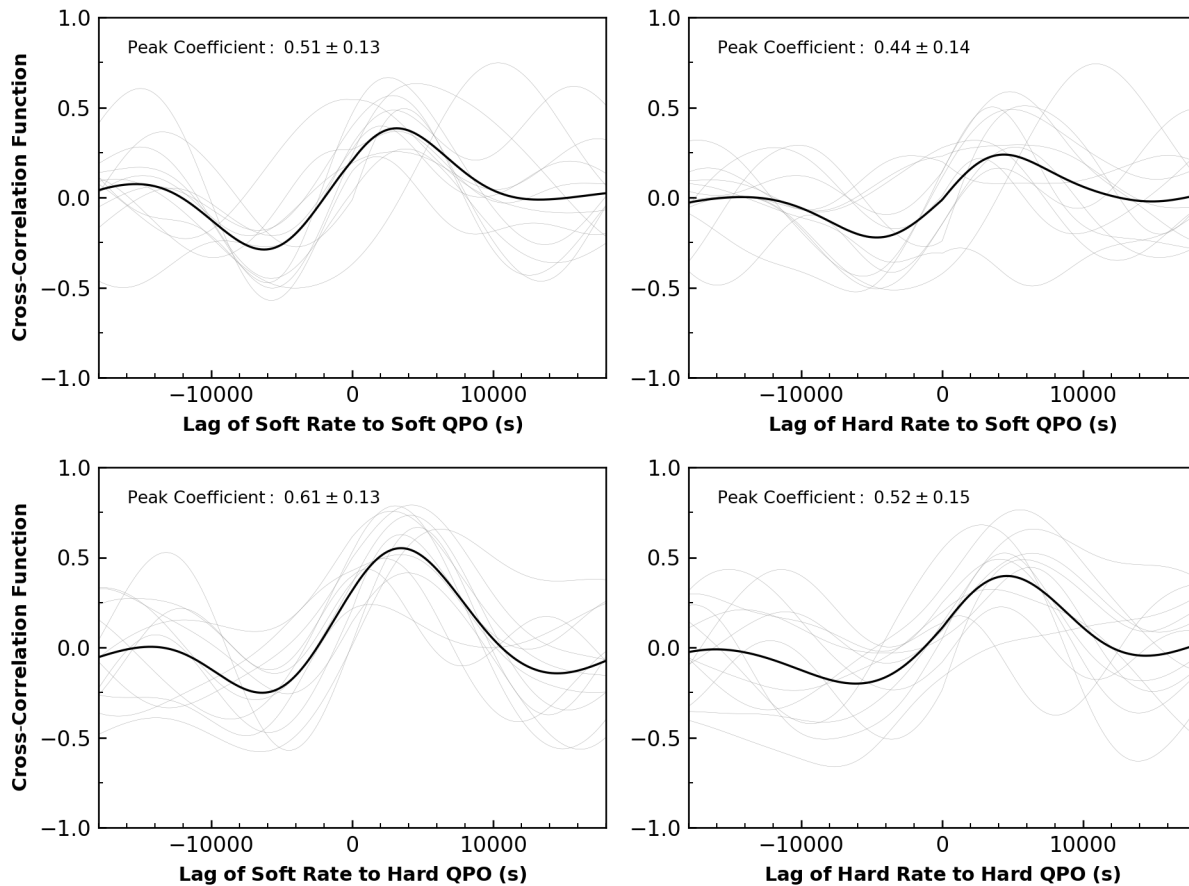 1.0
0.5
0.0
−0.5
−1.0
Cross-Correlation Function
Peak Coefficient : 0.51 ± 0.13
−10000 0 10000
Lag of Soft Rate to Soft QPO (s)
1.0
0.5
0.0
−0.5
−1.0
Peak Coefficient : 0.44 ± 0.14
−10000 0 10000
Lag of Hard Rate to Soft QPO (s)
1.0
0.5
0.0
−0.5
−1.0
Cross-Correlation Function
Peak Coefficient : 0.61 ± 0.13
−10000 0 10000
Lag of Soft Rate to Hard QPO (s)
1.0
0.5
0.0
−0.5
−1.0
Peak Coefficient : 0.52 ± 0.15
−10000 0 10000
Lag of Hard Rate to Hard QPO (s)